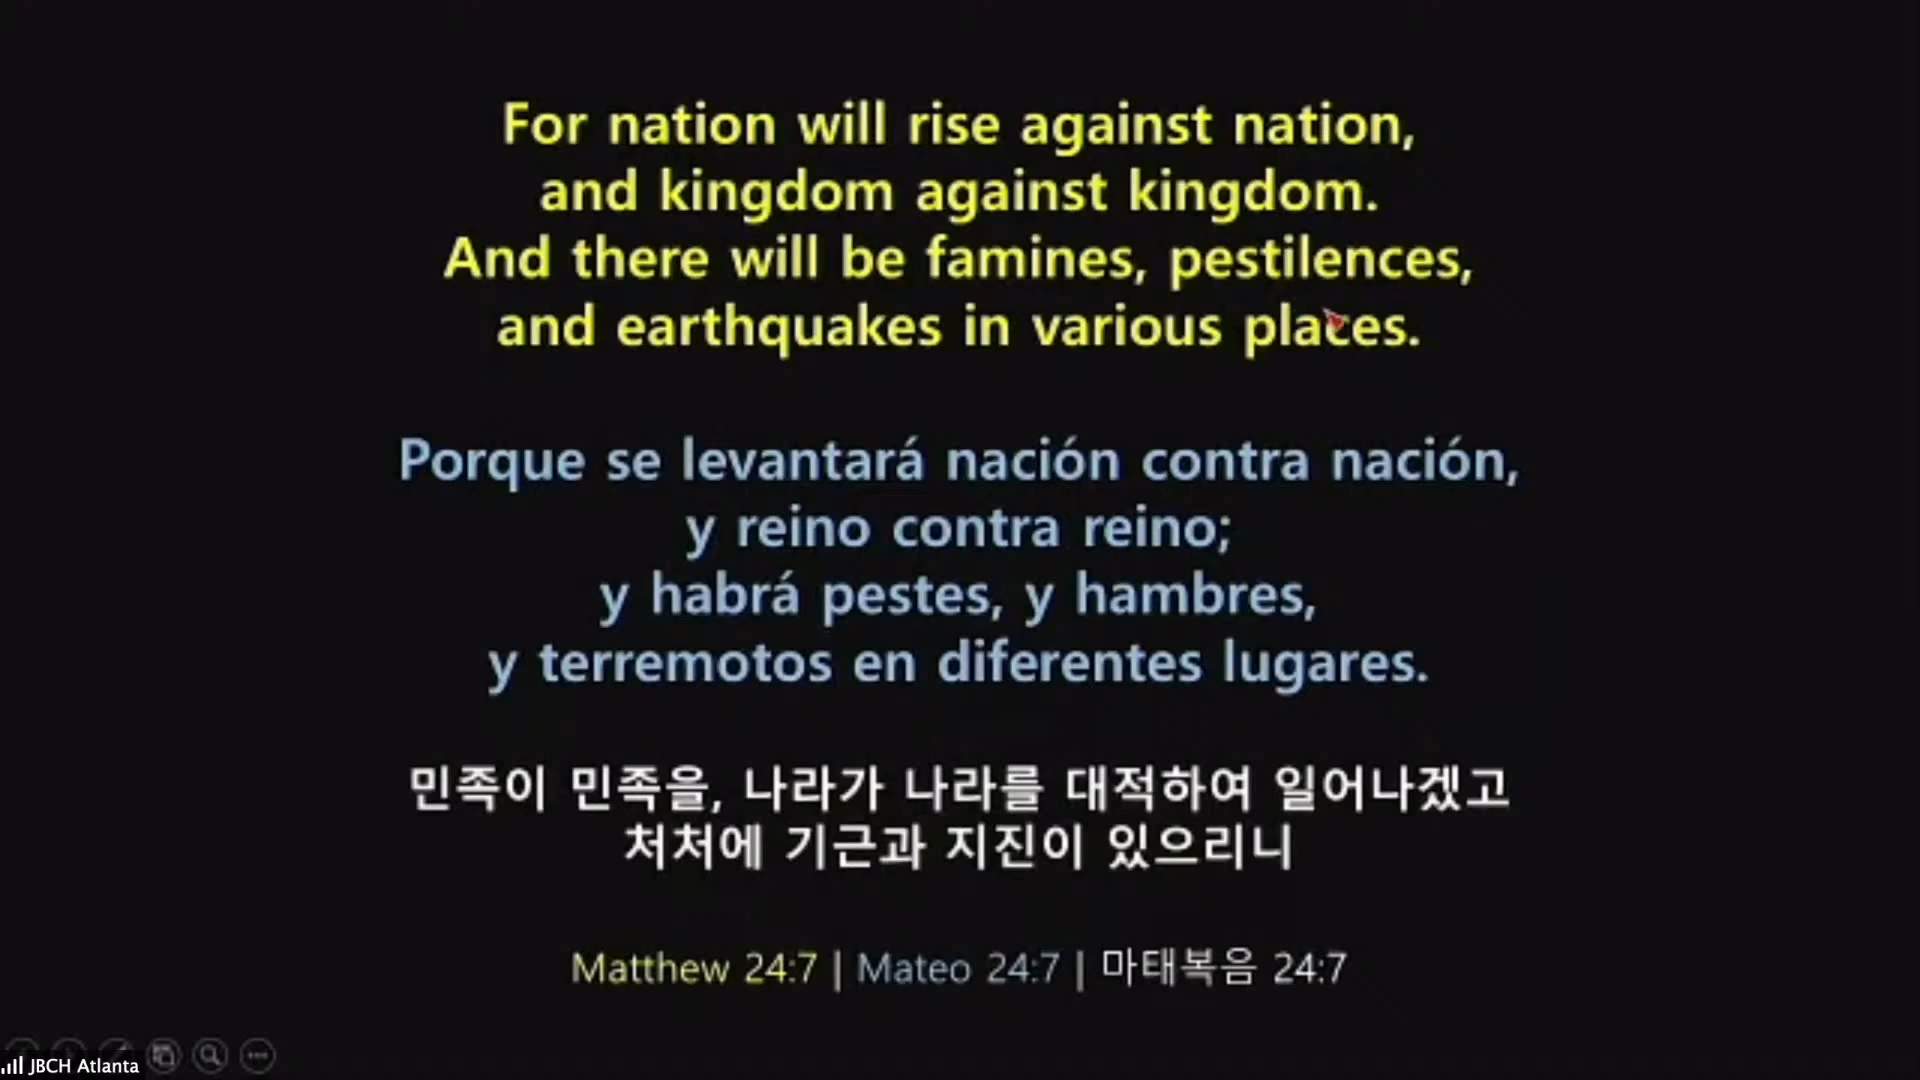 For nation will rise against nation,
and kingdom against kingdom.
And there will be famines, pestilences,
and earthquakes in various places.
Porque se levantará nación contra nación,
y reino contra reino;
y habrá pestes, y hambres,
y terremotos en diferentes lugares.
민족이 민족을, 나라가 나라를 대적하여 일어나겠고
처처에 기근과 지진이 있으리니
Matthew 24:7 | Mateo 24:7 | 마태복음 24:7
JBCH Atlanta